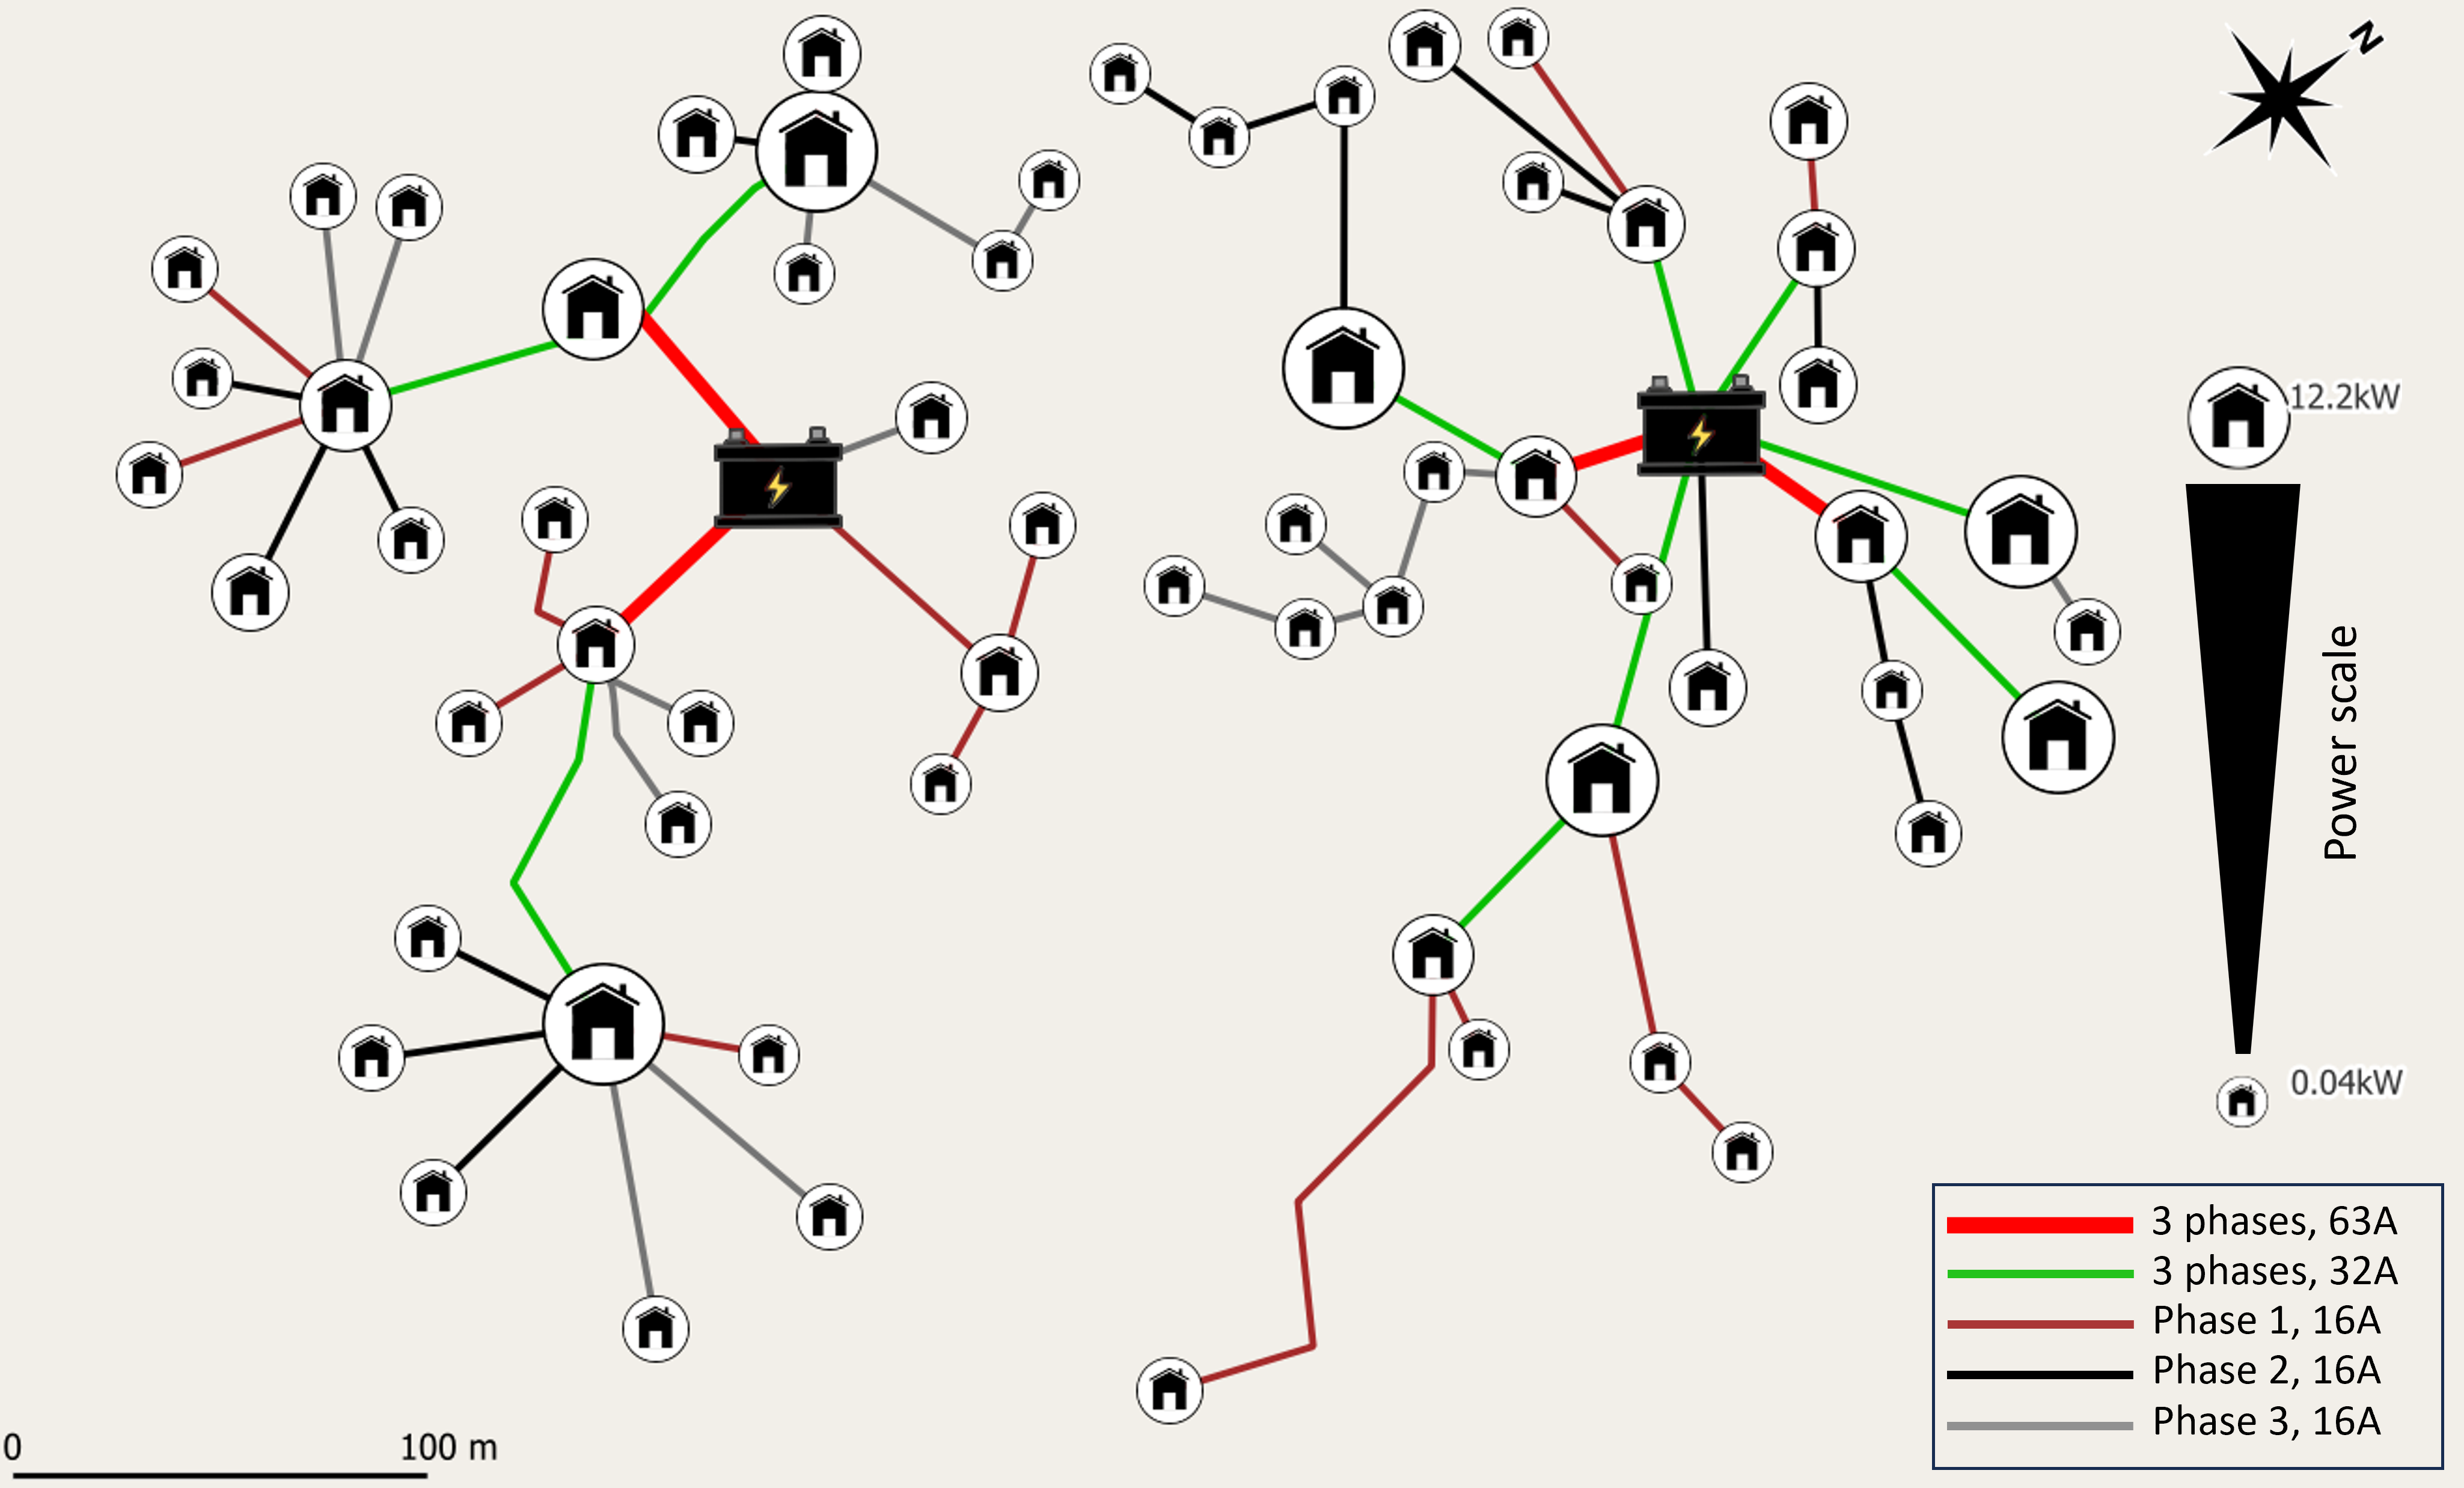 N
12.2kW
Power scale
0.04kW
3 phases, 63A
3 phases, 32A
Phase 1, 16A
Phase 2, 16A
Phase 3, 16A
0 100 m